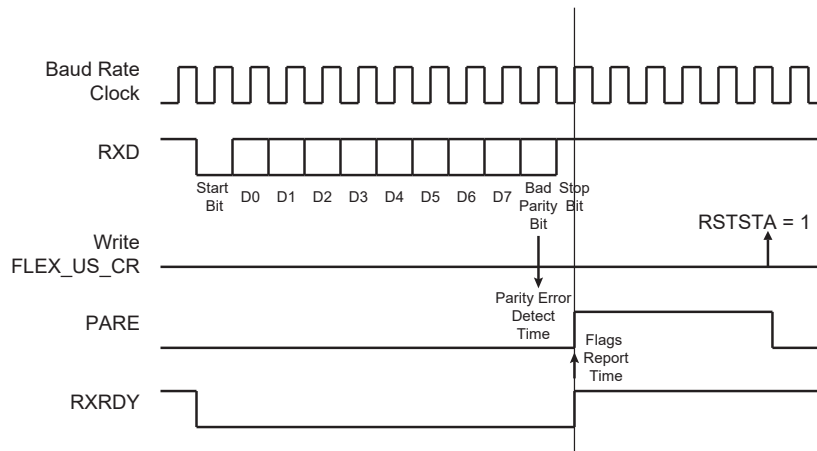 Baud Rate
Clock
RXD
Start
Bit
D0 D1 D2 D3 D4 D5 D6 D7
Bad
Parity
Bit
Stop
Bit
RSTSTA = 1
Write
FLEX_US_CR
Parity Error
Detect
Time
PARE
Flags
Report
Time
RXRDY